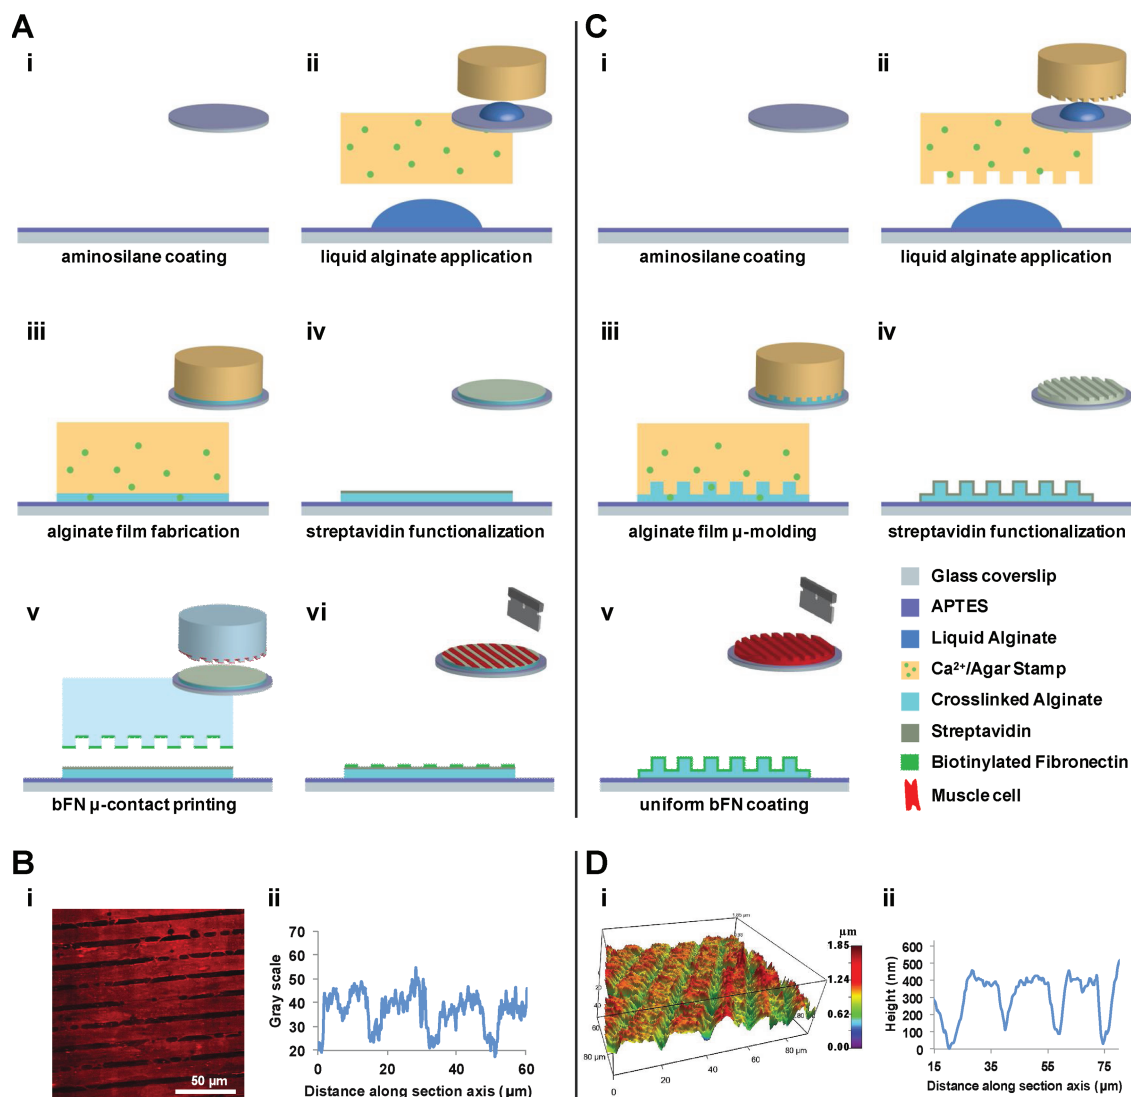 A
i
ii
aminosilane coating
liquid alginate application
iii
iv
alginate film fabrication
streptavidin functionalization
v
vi
bFN μ-contact printing
B
i
50 μm
ii
Gray scale
70
60
50
40
30
20
0
20
40
60
Distance along section axis (μm)
C
i
ii
aminosilane coating
liquid alginate application
iii
iv
alginate film μ-molding
streptavidin functionalization
v
uniform bFN coating
Glass coverslip
APTES
Liquid Alginate
Ca²⁺/Agar Stamp
Crosslinked Alginate
Streptavidin
Biotinylated Fibronectin
Muscle cell
D
i
20
40
60
80 μm
0
20
40
60
80 μm
μm
1.85
1.24
0.62
0.00
ii
Height (nm)
600
500
400
300
200
100
0
15
35
55
75
Distance along section axis (μm)